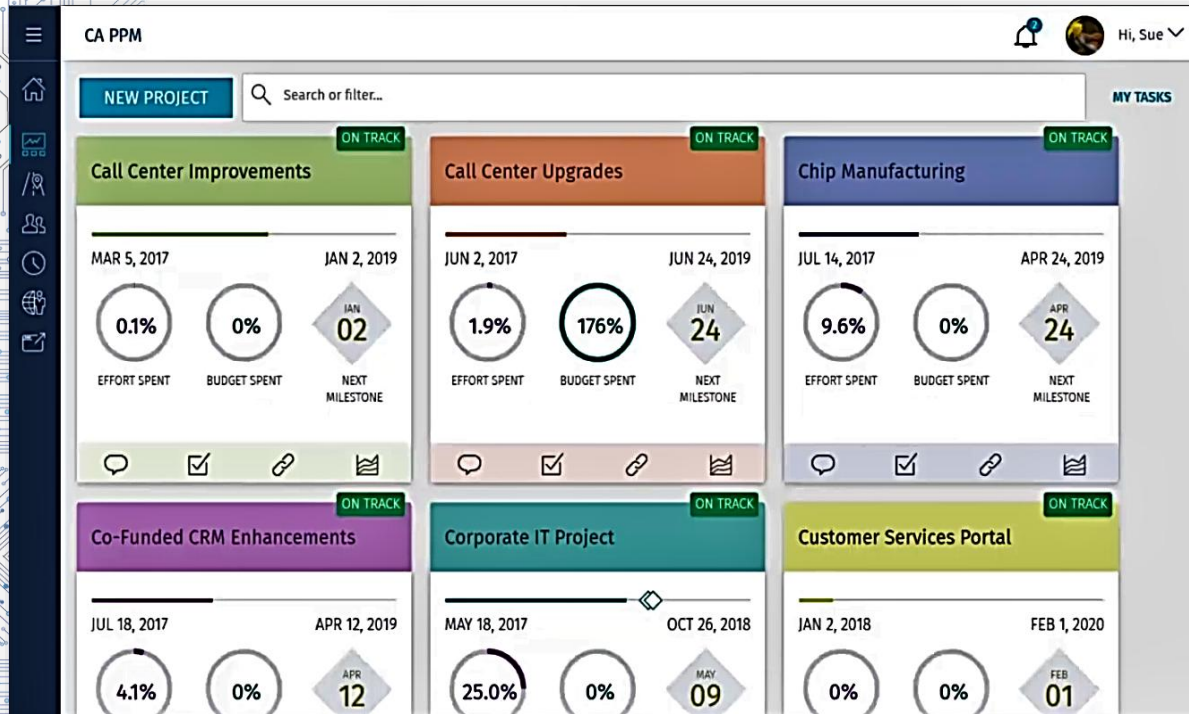 CA PPM
2
Hi, Sue
NEW PROJECT
Search or filter...
MY TASKS
ON TRACK
Call Center Improvements
MAR 5, 2017
JAN 2, 2019
0.1%
0%
JAN
02
EFFORT SPENT
BUDGET SPENT
NEXT
MILESTONE
ON TRACK
Call Center Upgrades
JUN 2, 2017
JUN 24, 2019
1.9%
176%
JUN
24
EFFORT SPENT
BUDGET SPENT
NEXT
MILESTONE
ON TRACK
Chip Manufacturing
JUL 14, 2017
APR 24, 2019
9.6%
0%
APR
24
EFFORT SPENT
BUDGET SPENT
NEXT
MILESTONE
ON TRACK
Co-Funded CRM Enhancements
JUL 18, 2017
APR 12, 2019
4.1%
0%
APR
12
ON TRACK
Corporate IT Project
MAY 18, 2017
OCT 26, 2018
25.0%
0%
MAY
09
ON TRACK
Customer Services Portal
JAN 2, 2018
FEB 1, 2020
0%
0%
FEB
01